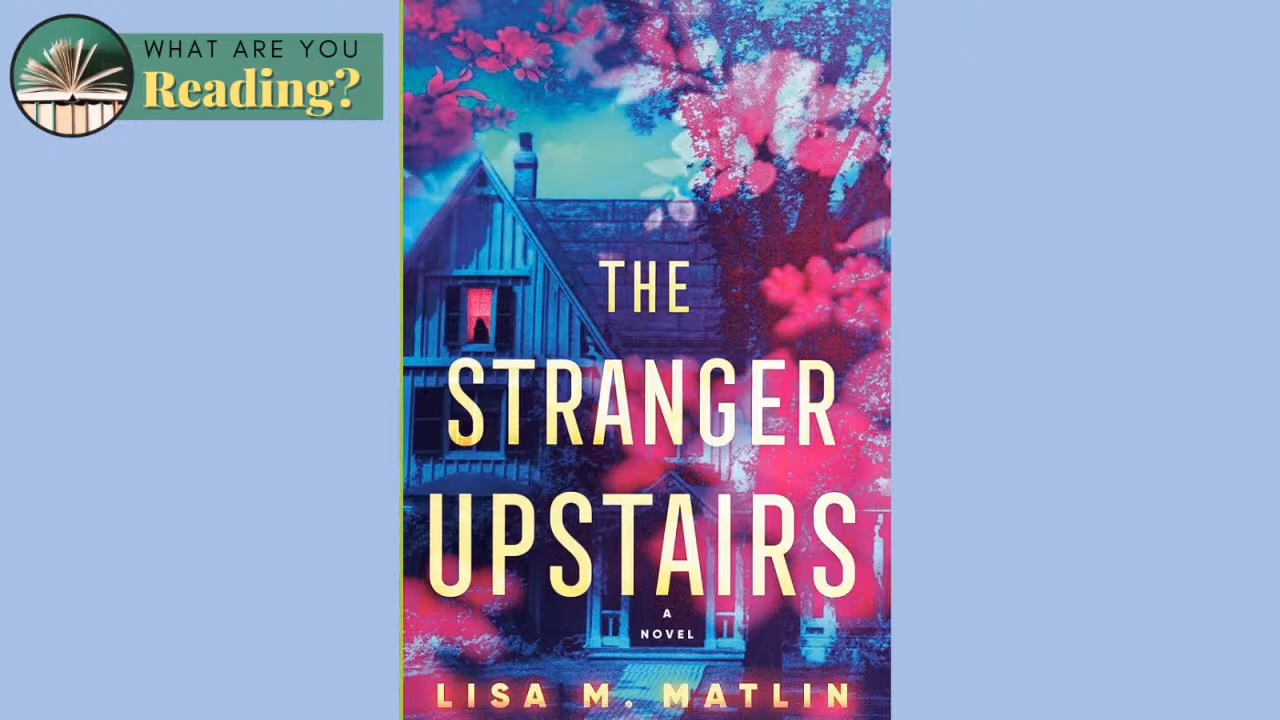 WHAT ARE YOU
Reading?
THE
STRANGER
UPSTAIRS
A
NOVEL
LISA M. MATLIN